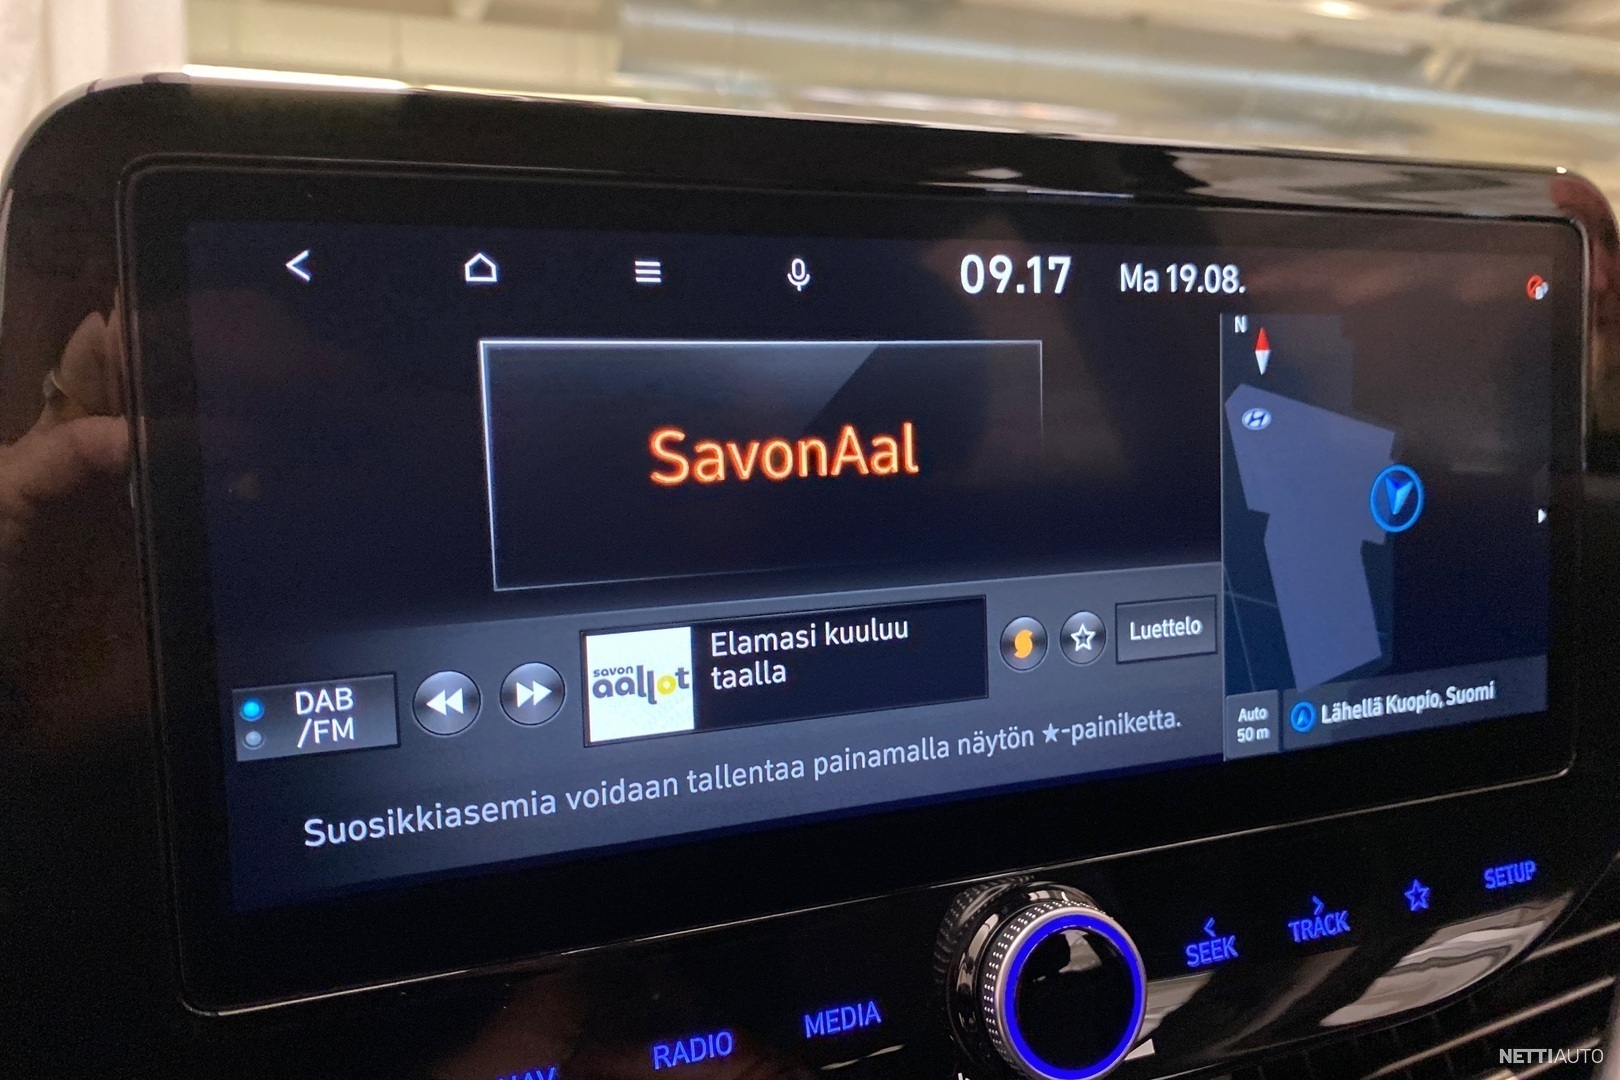 09.17 Ma 19.08.
N
SavonAal
DAB
/FM
savon
aallot
Elamasi kuuluu
taalla
Luettelo
Auto
50 m
Lähellä Kuopio, Suomi
Suosikkiasemia voidaan tallentaa painamalla näytön ★-painiketta.
NAV
RADIO
MEDIA
SEEK
TRACK
SETUP
NETTIAUTO